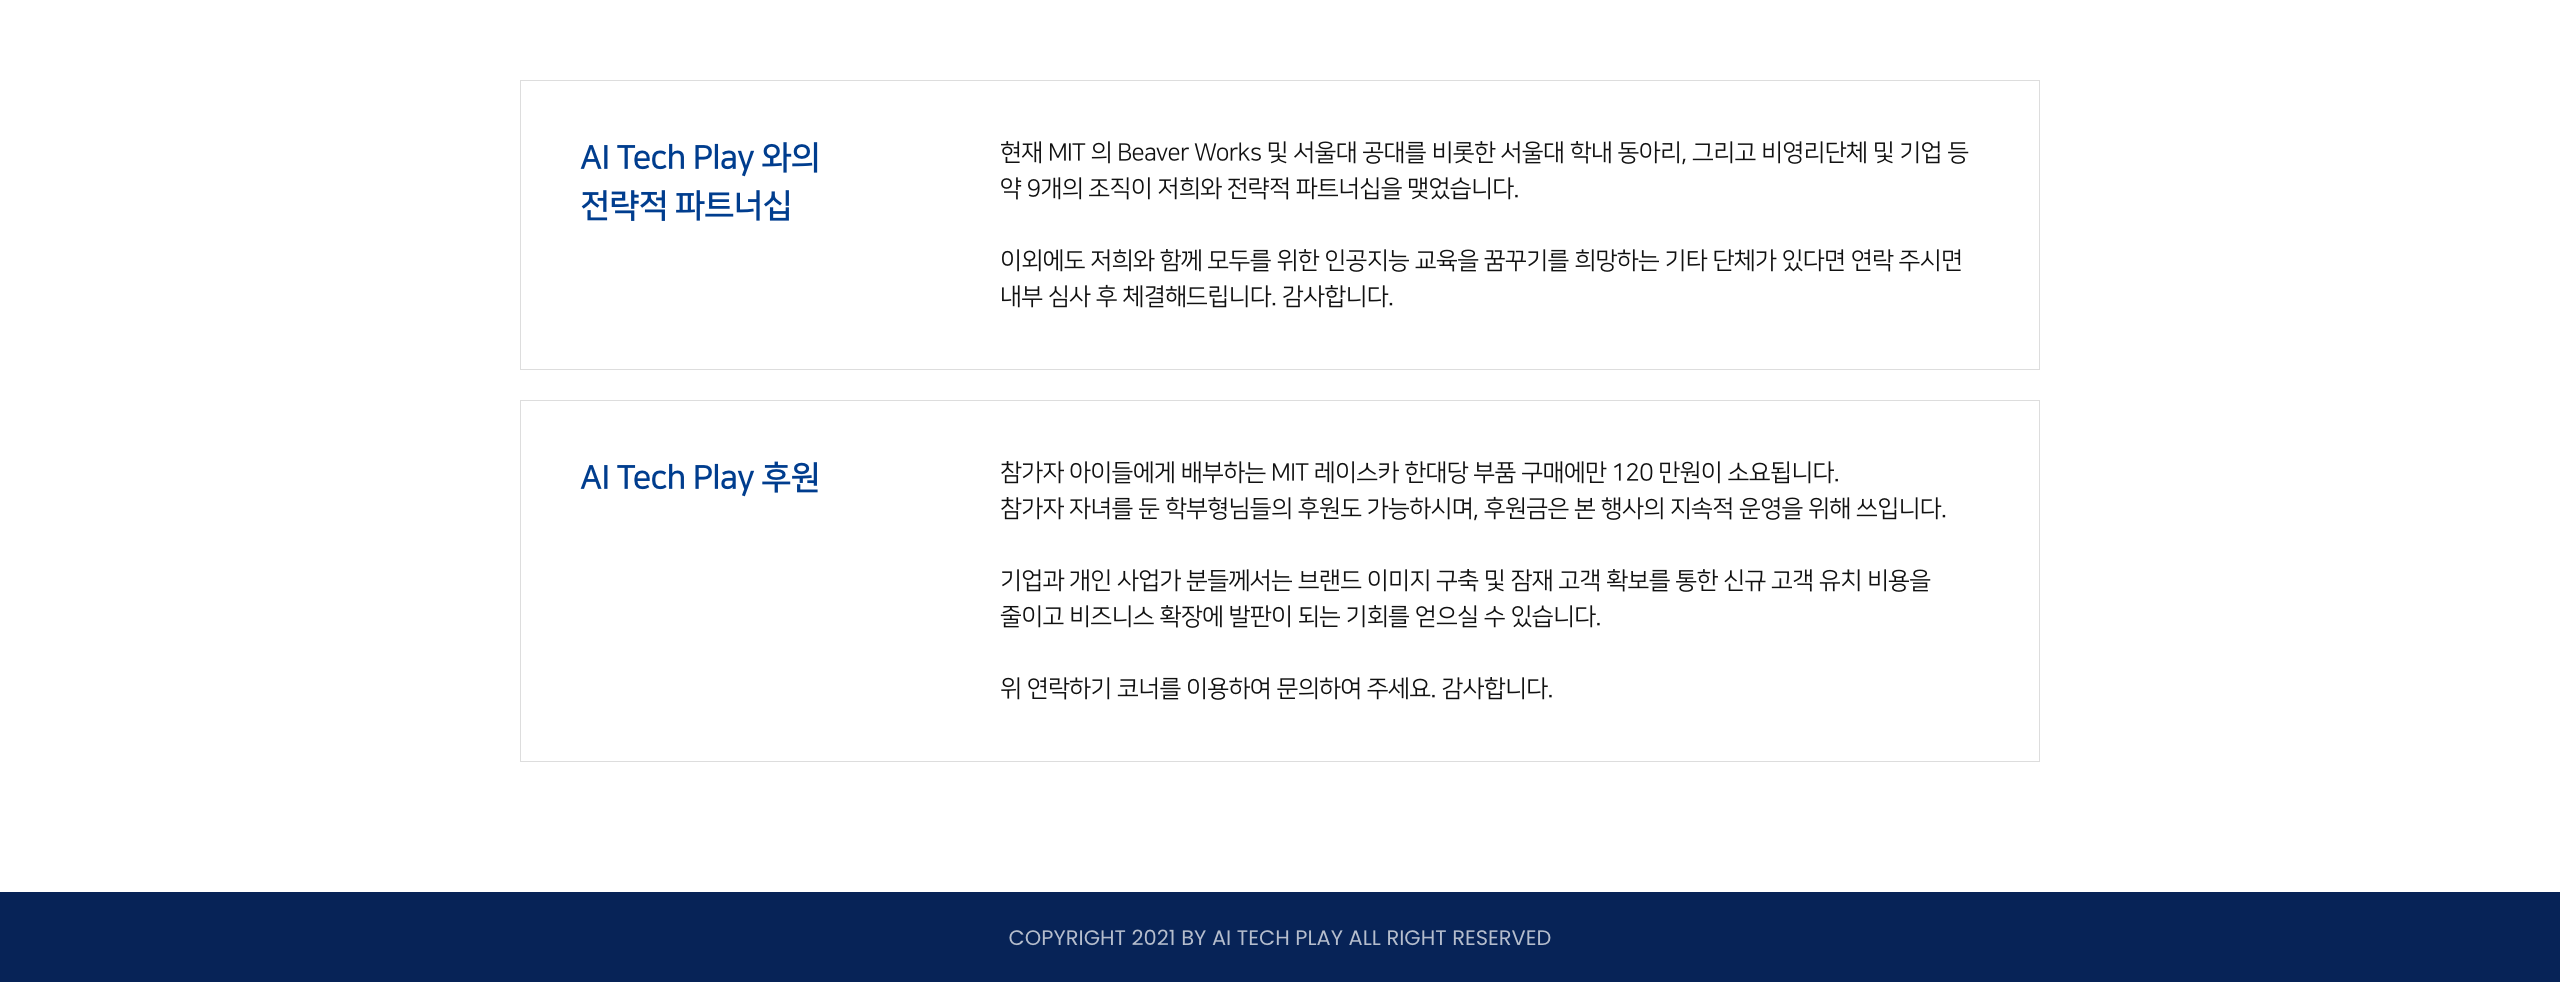 AI Tech Play 와의
전략적 파트너십
현재 MIT 의 Beaver Works 및 서울대 공대를 비롯한 서울대 학내 동아리, 그리고 비영리단체 및 기업 등
약 9개의 조직이 저희와 전략적 파트너십을 맺었습니다.
이외에도 저희와 함께 모두를 위한 인공지능 교육을 꿈꾸기를 희망하는 기타 단체가 있다면 연락 주시면
내부 심사 후 체결해드립니다. 감사합니다.
AI Tech Play 후원
참가자 아이들에게 배부하는 MIT 레이스카 한대당 부품 구매에만 120 만원이 소요됩니다.
참가자 자녀를 둔 학부형님들의 후원도 가능하시며, 후원금은 본 행사의 지속적 운영을 위해 쓰입니다.
기업과 개인 사업가 분들께서는 브랜드 이미지 구축 및 잠재 고객 확보를 통한 신규 고객 유치 비용을
줄이고 비즈니스 확장에 발판이 되는 기회를 얻으실 수 있습니다.
위 연락하기 코너를 이용하여 문의하여 주세요. 감사합니다.
COPYRIGHT 2021 BY AI TECH PLAY ALL RIGHT RESERVED